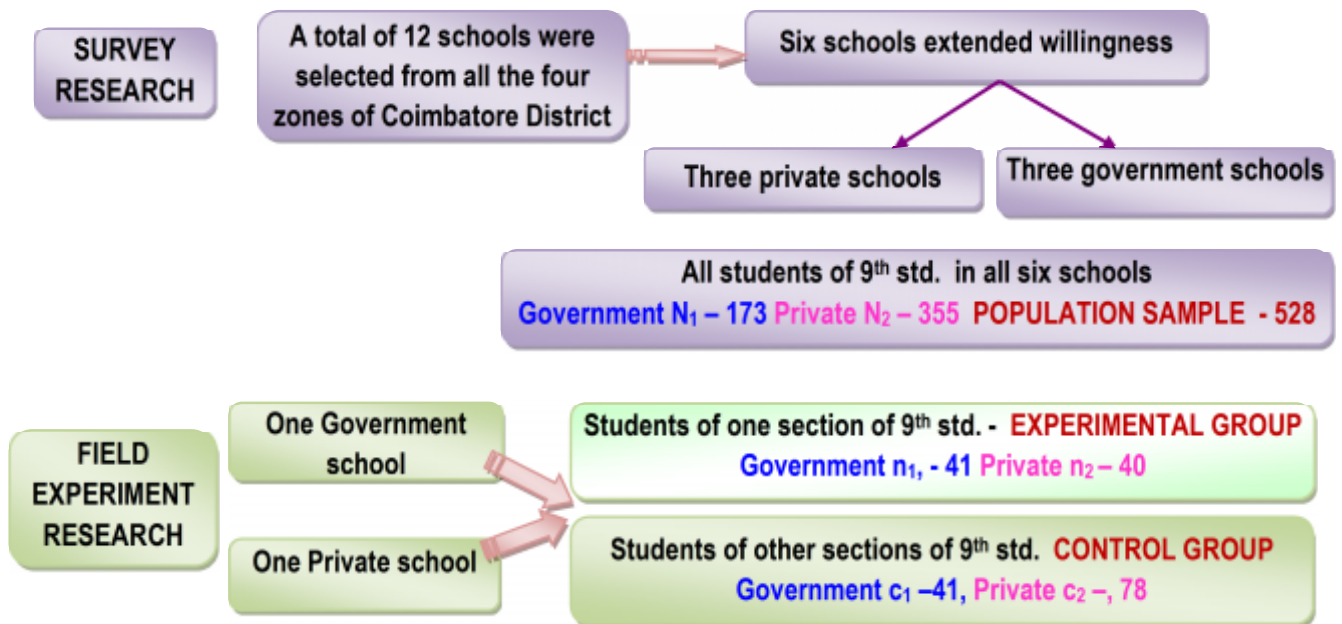 SURVEY
RESEARCH
A total of 12 schools were
selected from all the four
zones of Coimbatore District
Six schools extended willingness
Three private schools
Three government schools
All students of 9th std. in all six schools
Government N1 – 173 Private N2 – 355 POPULATION SAMPLE - 528
FIELD
EXPERIMENT
RESEARCH
One Government
school
One Private school
Students of one section of 9th std. - EXPERIMENTAL GROUP
Government n1, - 41 Private n2 – 40
Students of other sections of 9th std. CONTROL GROUP
Government c1 –41, Private c2 –, 78